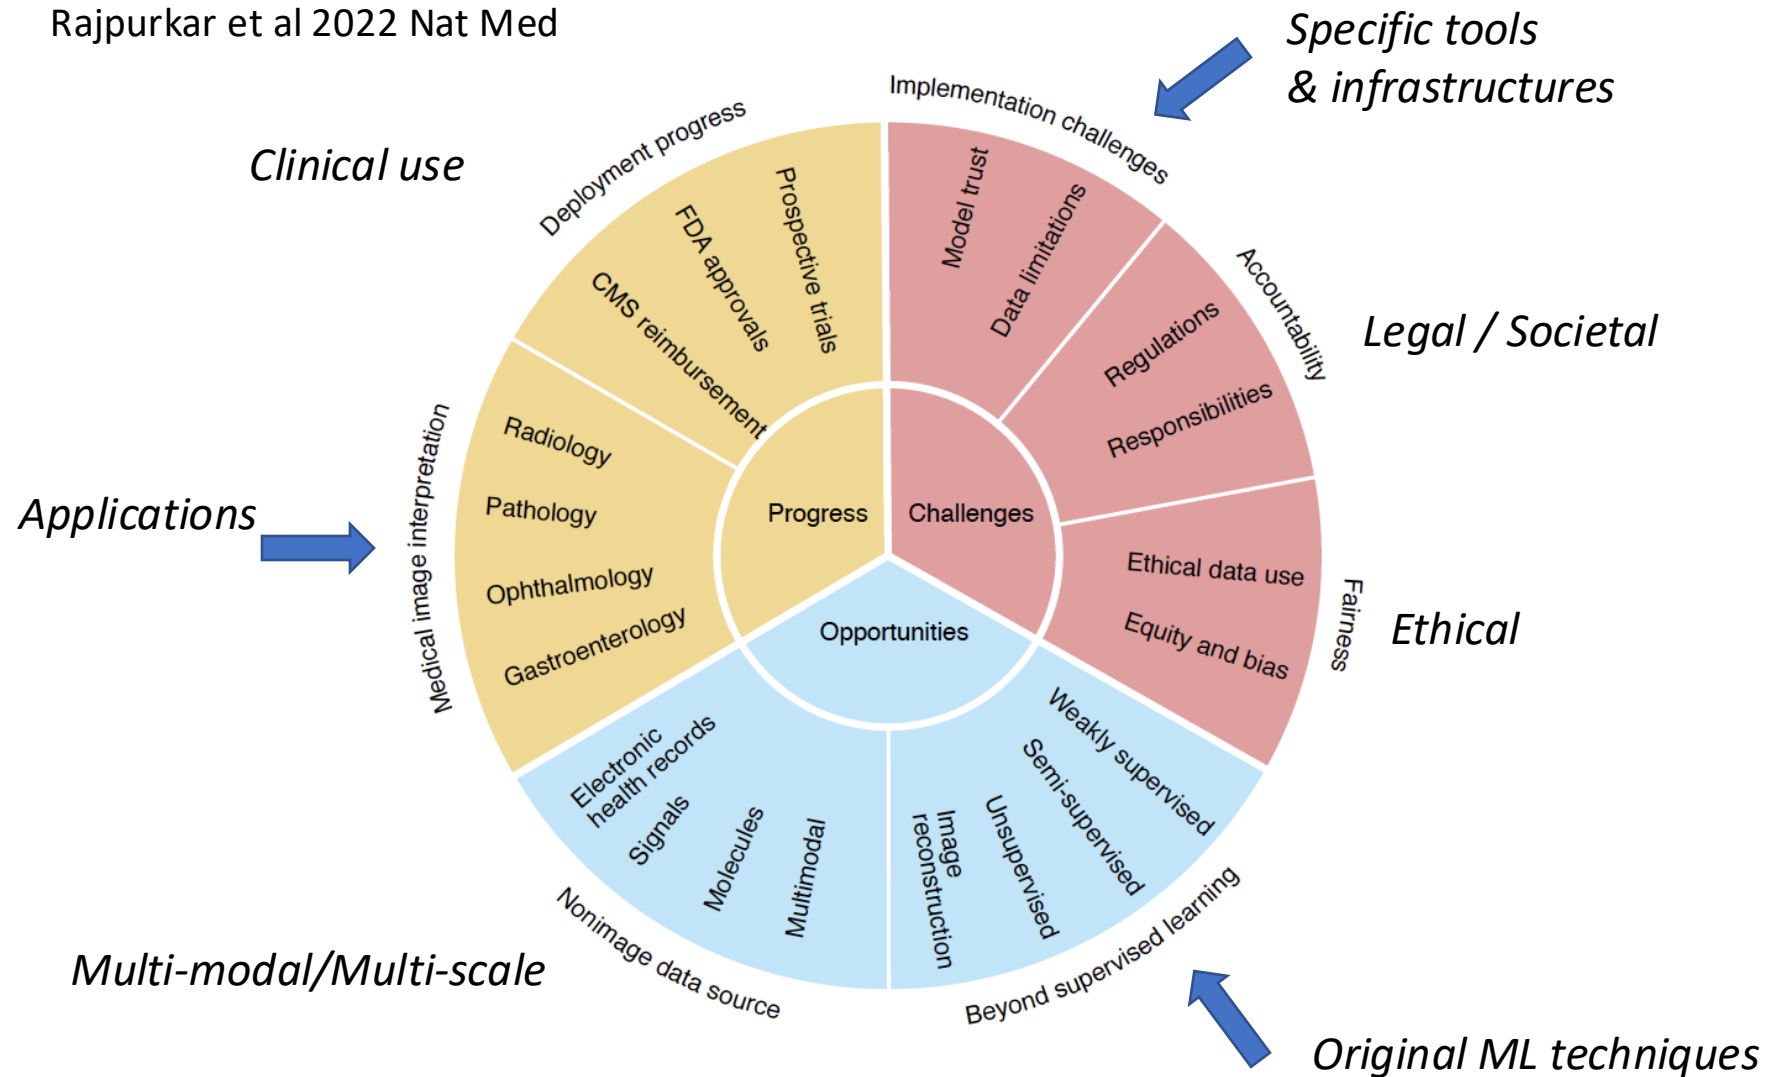 Rajpurkar et al 2022 Nat Med
Specific tools
& infrastructures
Clinical use
Deployment progress
Implementation challenges
Prospective trials
FDA approvals
CMS reimbursement
Model trust
Data limitations
Accountability
Regulations
Responsibilities
Legal / Societal
Applications
Medical image interpretation
Radiology
Pathology
Ophthalmology
Gastroenterology
Progress
Challenges
Opportunities
Ethical data use
Equity and bias
Fairness
Ethical
Electronic
health records
Signals
Molecules
Multimodal
Nonimage data source
Multi-modal/Multi-scale
Image
reconstruction
Unsupervised
Semi-supervised
Weakly supervised
Beyond supervised learning
Original ML techniques